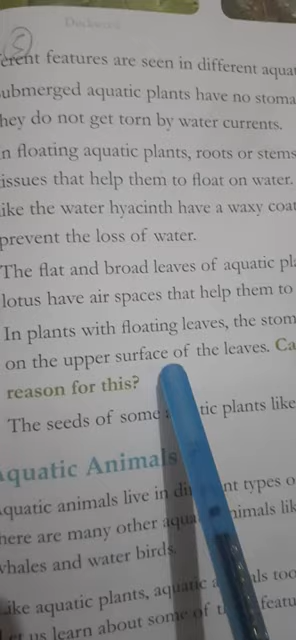 5
erent features are seen in different aquat
ubmerged aquatic plants have no stoma
hey do not get torn by water currents.
n floating aquatic plants, roots or stems
issues that help them to float on water.
ike the water hyacinth have a waxy coat
prevent the loss of water.
The flat and broad leaves of aquatic pla
lotus have air spaces that help them to
In plants with floating leaves, the stom
on the upper surface of the leaves. Ca
reason for this?
The seeds of some tic plants like
quatic Animals
quatic animals live in di nt types o
here are many other aqua nimals lik
whales and water birds.
ike aquatic plants, aquatic a ls too
et us learn about some of t featu